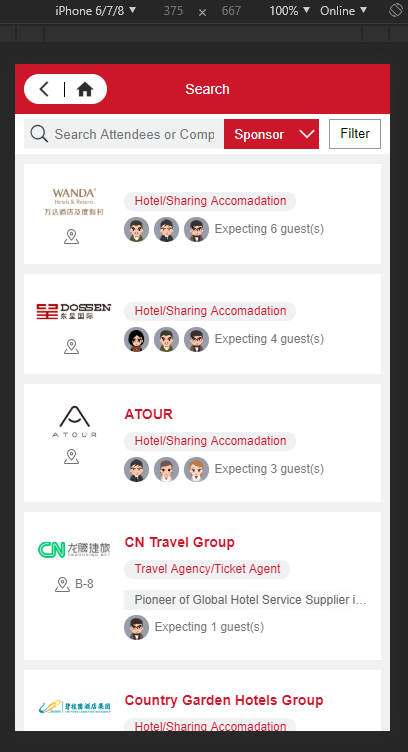 iPhone 6/7/8 ▼ 375 × 667 100% ▼ Online ▼
Search
Search Attendees or Comp
Sponsor
Filter
WANDA
Hotels & Resorts
万达酒店及度假村
Hotel/Sharing Accomadation
Expecting 6 guest(s)
DOSSEN
东呈国际
Hotel/Sharing Accomadation
Expecting 4 guest(s)
ATOUR
ATOUR
Hotel/Sharing Accomadation
Expecting 3 guest(s)
CN 龙腾捷旅
B-8
CN Travel Group
Travel Agency/Ticket Agent
Pioneer of Global Hotel Service Supplier i...
Expecting 1 guest(s)
碧桂园酒店集团
Country Garden Hotels Group
Hotel/Sharing Accomadation